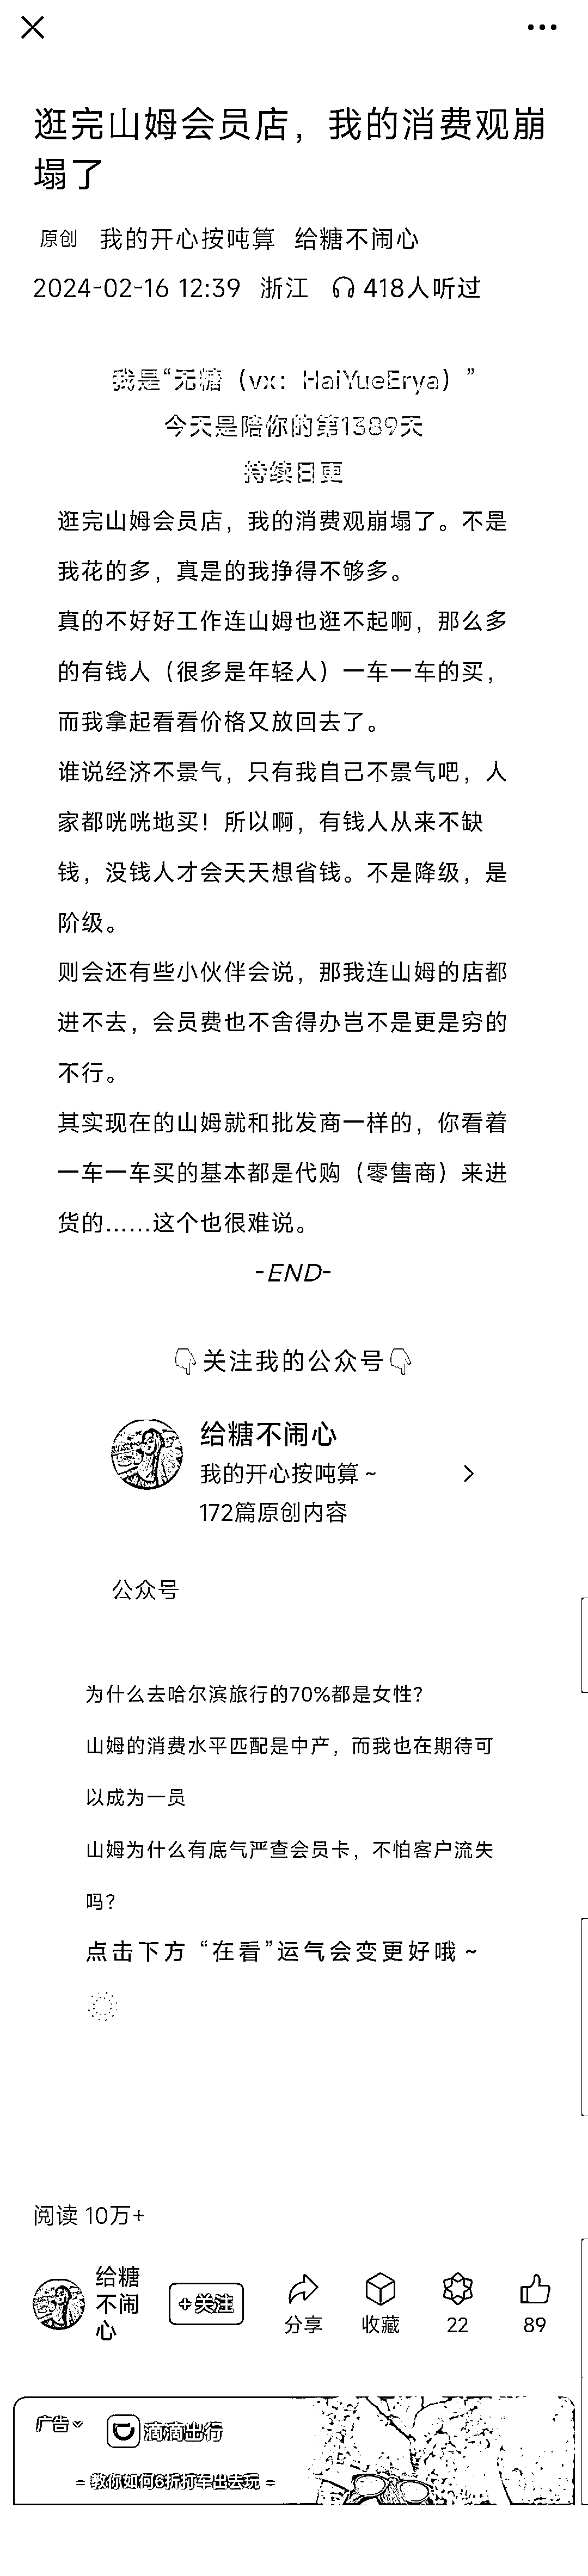 逛完山姆会员店，我的消费观崩
塌了
原创 我的开心按吨算 给糖不闹心
2024-02-16 12:39 浙江 418人听过
我是“无糖（vx：HaiYueErya）”
今天是陪你的第1389天
持续日更
逛完山姆会员店，我的消费观崩塌了。不是
我花的多，真是的我挣得不够多。
真的不好好工作连山姆也逛不起啊，那么多
的有钱人（很多是年轻人）一车一车的买，
而我拿起看看价格又放回去了。
谁说经济不景气，只有我自己不景气吧，人
家都咣咣地买！所以啊，有钱人从来不缺
钱，没钱人才会天天想省钱。不是降级，是
阶级。
则会还有些小伙伴会说，那我连山姆的店都
进不去，会员费也不舍得办岂不是更是穷的
不行。
其实现在的山姆就和批发商一样的，你看着
一车一车买的基本都是代购（零售商）来进
货的……这个也很难说。
-END-
👇关注我的公众号👇
给糖不闹心
我的开心按吨算~
172篇原创内容
公众号
为什么去哈尔滨旅行的70%都是女性？
山姆的消费水平匹配是中产，而我也在期待可
以成为一员
山姆为什么有底气严查会员卡，不怕客户流失
吗？
点击下方 “在看”运气会变更好哦~
阅读 10万+
给糖
不闹
心
+关注
分享 收藏 22 89
广告 滴滴出行
= 教你如何6折打车出去玩 =